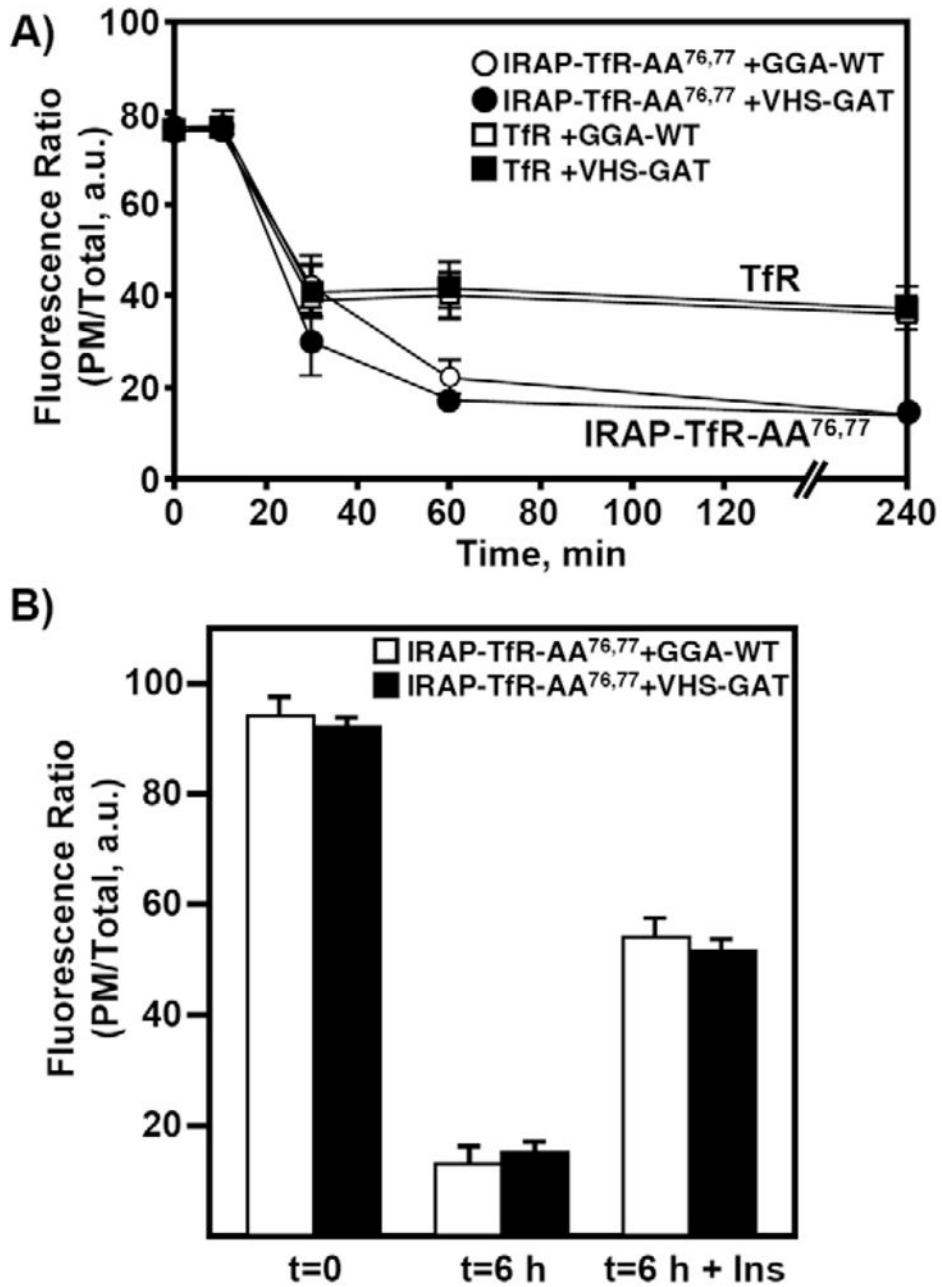 A)
100
80
60
40
20
0
Fluorescence Ratio
(PM/Total, a.u.)
IRAP-TfR-AA⁷⁶,⁷⁷ +GGA-WT
IRAP-TfR-AA⁷⁶,⁷⁷ +VHS-GAT
TfR +GGA-WT
TfR +VHS-GAT
TfR
IRAP-TfR-AA⁷⁶,⁷⁷
0 20 40 60 80 100 120 240
Time, min
B)
IRAP-TfR-AA⁷⁶,⁷⁷+GGA-WT
IRAP-TfR-AA⁷⁶,⁷⁷+VHS-GAT
100
80
60
40
20
Fluorescence Ratio
(PM/Total, a.u.)
t=0 t=6 h t=6 h + Ins